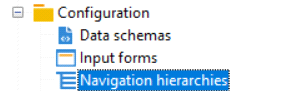 Configuration
Data schemas
Input forms
Navigation hierarchies